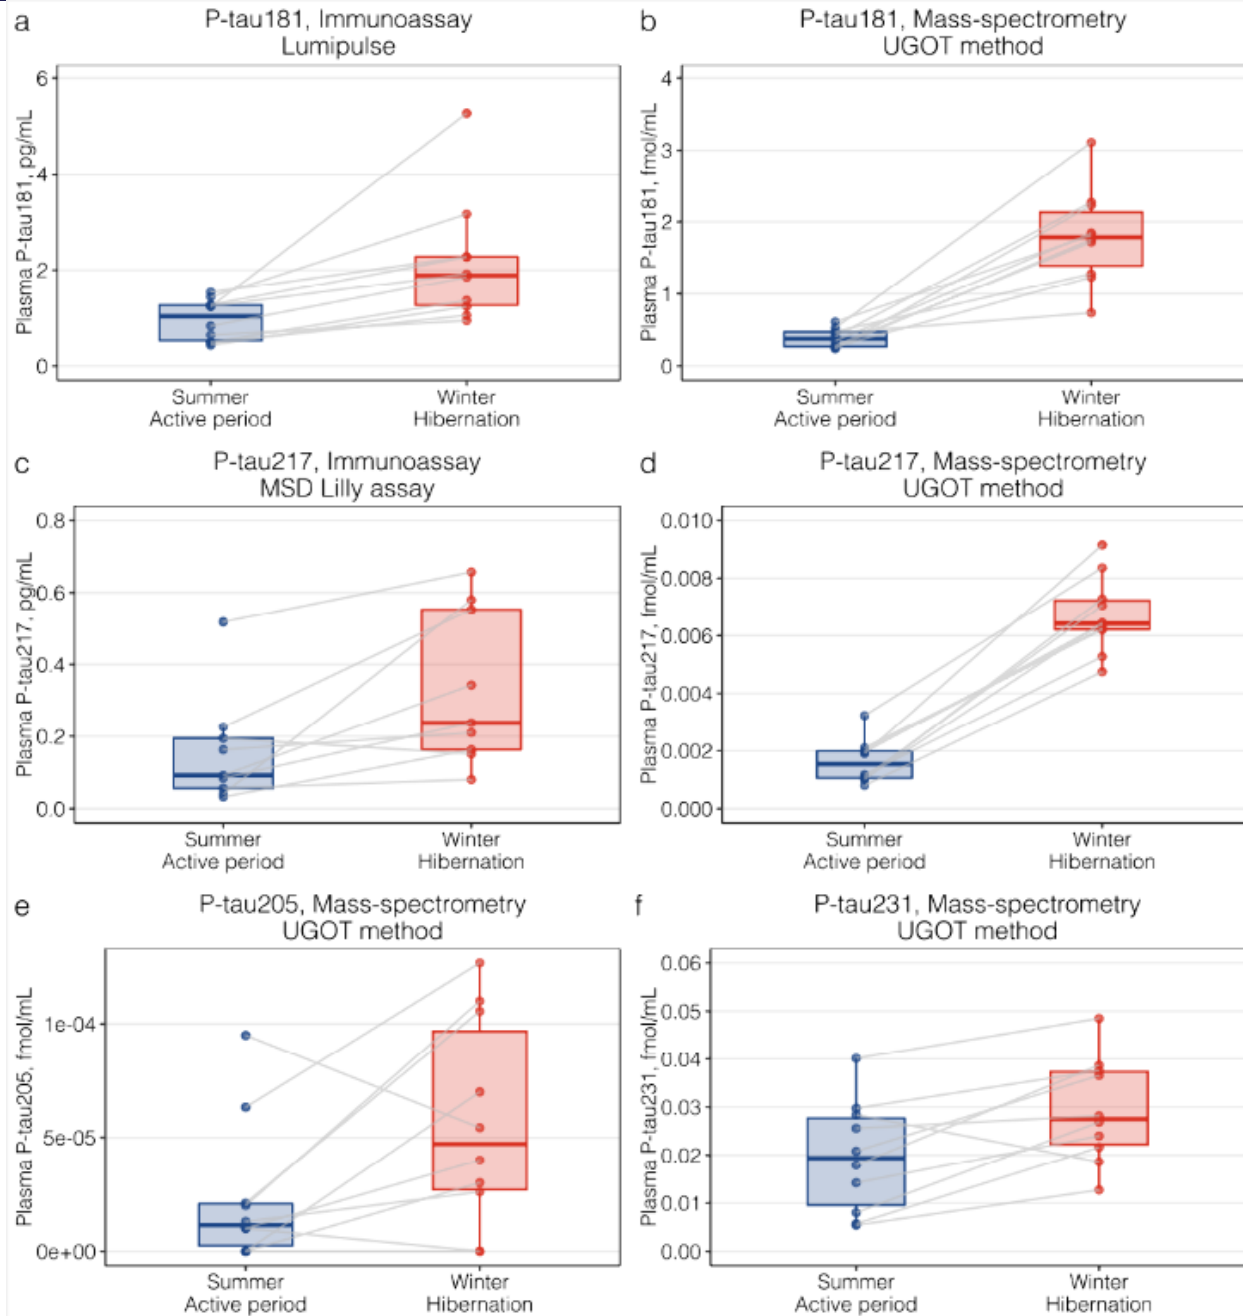 a
P-tau181, Immunoassay
Lumipulse
Plasma P-tau181, pg/mL
6
4
2
0
Summer
Active period
Winter
Hibernation
b
P-tau181, Mass-spectrometry
UGOT method
Plasma P-tau181, fmol/mL
4
3
2
1
0
Summer
Active period
Winter
Hibernation
c
P-tau217, Immunoassay
MSD Lilly assay
Plasma P-tau217, pg/mL
0.8
0.6
0.4
0.2
0.0
Summer
Active period
Winter
Hibernation
d
P-tau217, Mass-spectrometry
UGOT method
Plasma P-tau217, fmol/mL
0.010
0.008
0.006
0.004
0.002
0.000
Summer
Active period
Winter
Hibernation
e
P-tau205, Mass-spectrometry
UGOT method
Plasma P-tau205, fmol/mL
1e-04
5e-05
0e+00
Summer
Active period
Winter
Hibernation
f
P-tau231, Mass-spectrometry
UGOT method
Plasma P-tau231, fmol/mL
0.06
0.05
0.04
0.03
0.02
0.01
0.00
Summer
Active period
Winter
Hibernation